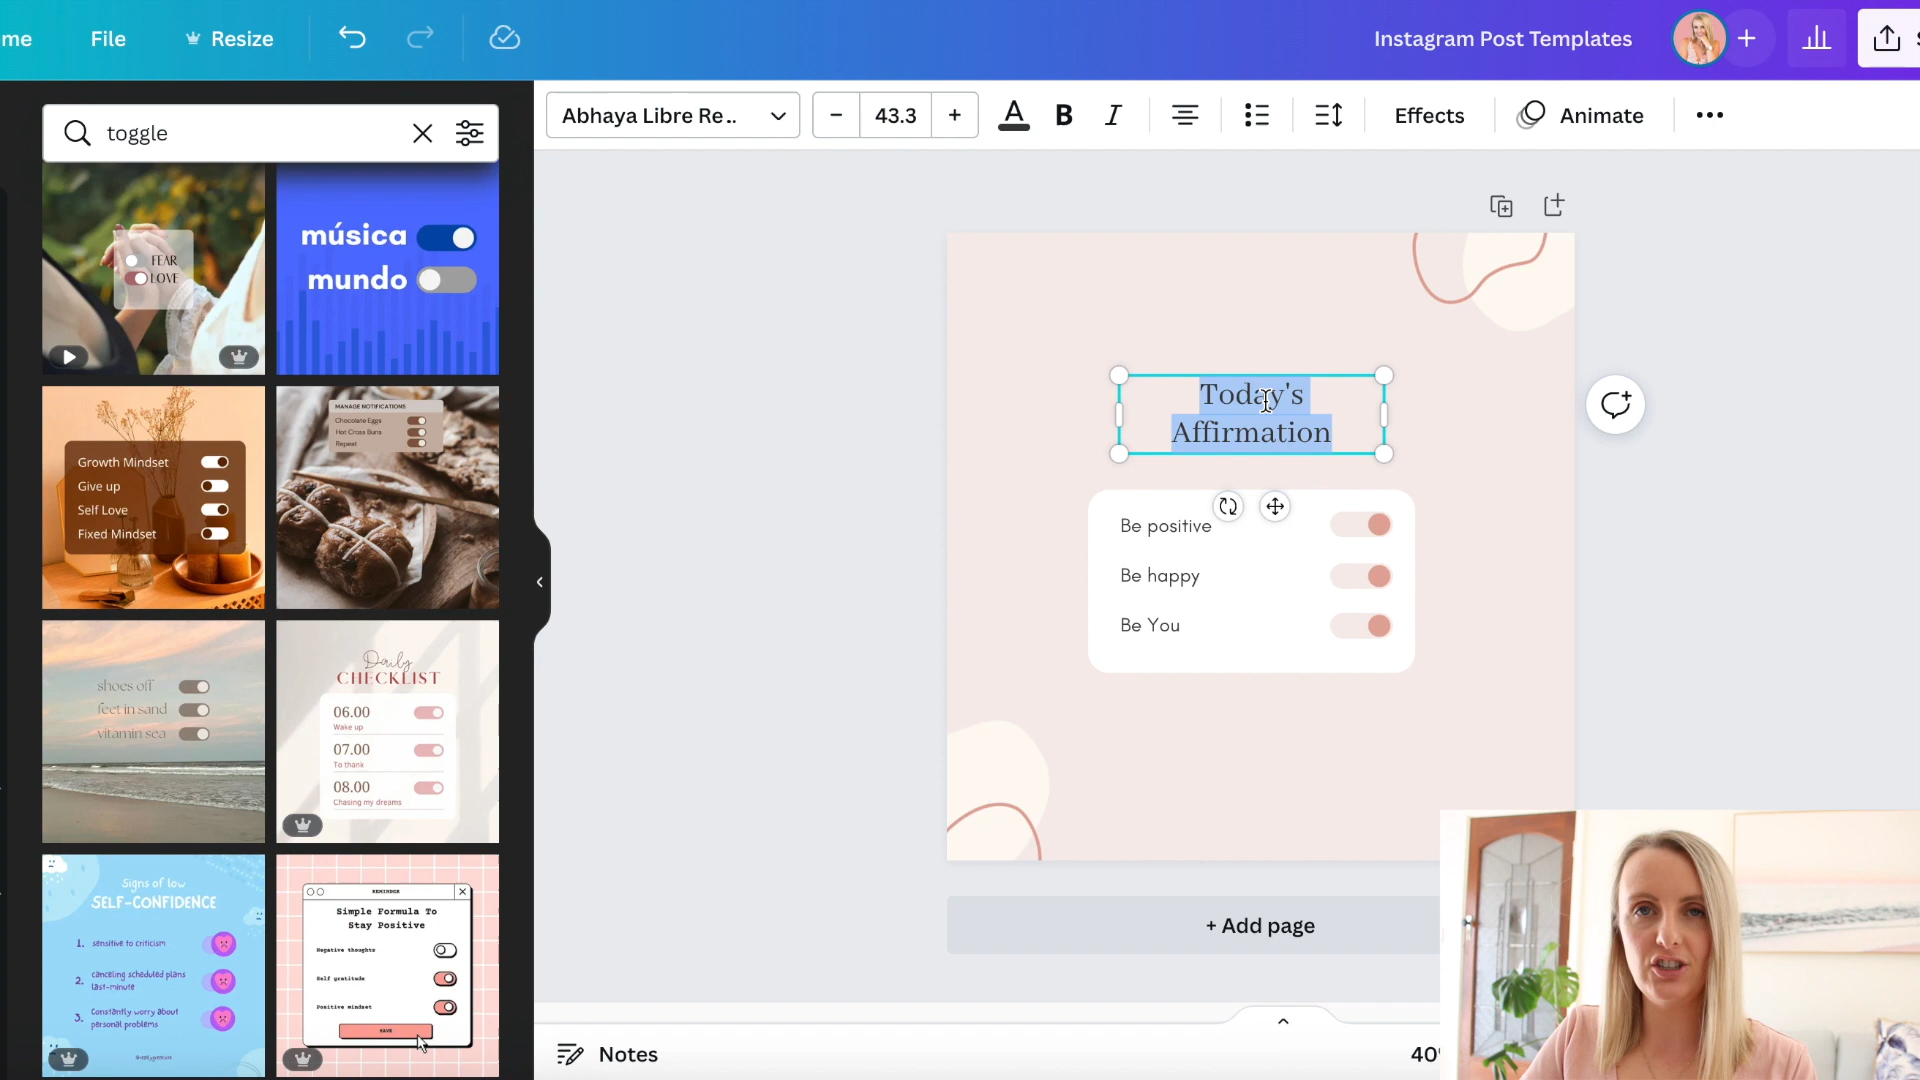 me File Resize
Instagram Post Templates
toggle
Abhaya Libre Re.. 43.3 Effects Animate
FEAR
LOVE
música
mundo
Growth Mindset
Give up
Self Love
Fixed Mindset
MANAGE NOTIFICATIONS
Chocolate Eggs
Hot Cross Buns
Repeat
shoes off
feet in sand
vitamin sea
Daily
CHECKLIST
06.00
Wake up
07.00
To thank
08.00
Chasing my dreams
Signs of low
SELF-CONFIDENCE
1. sensitive to criticism
2. canceling scheduled plans
last-minute
3. Constantly worry about
personal problems
REMINDER
Simple Formula To
Stay Positive
Negative thoughts
Self gratitude
Positive mindset
SAVE
Today's
Affirmation
Be positive
Be happy
Be You
+ Add page
Notes
40